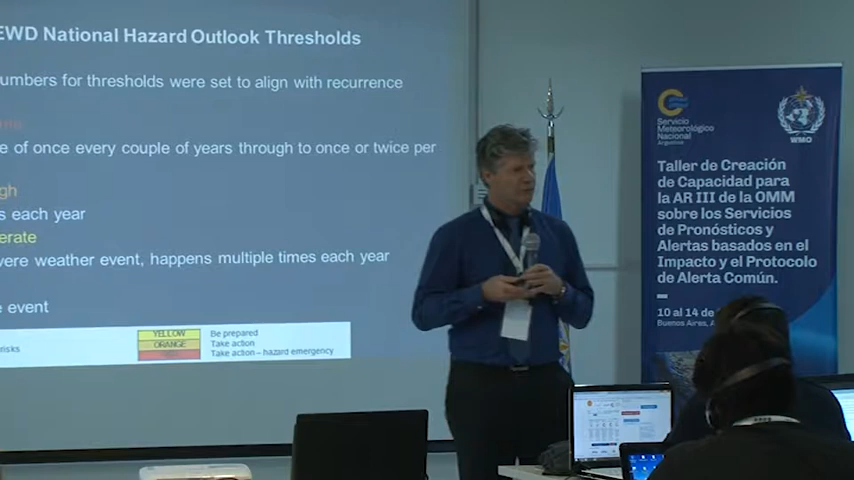 EWD National Hazard Outlook Thresholds
umbers for thresholds were set to align with recurrence
e of once every couple of years through to once or twice per
gh
s each year
erate
vere weather event, happens multiple times each year
e event
risks
YELLOW
ORANGE
RED
Be prepared
Take action
Take action – hazard emergency
Servicio
Meteorológico
Nacional
Argentina
WMO
Taller de Creación
de Capacidad para
la AR III de la OMM
sobre los Servicios
de Pronósticos y
Alertas basados en el
Impacto y el Protocolo
de Alerta Común.
10 al 14 de
Buenos Aires,